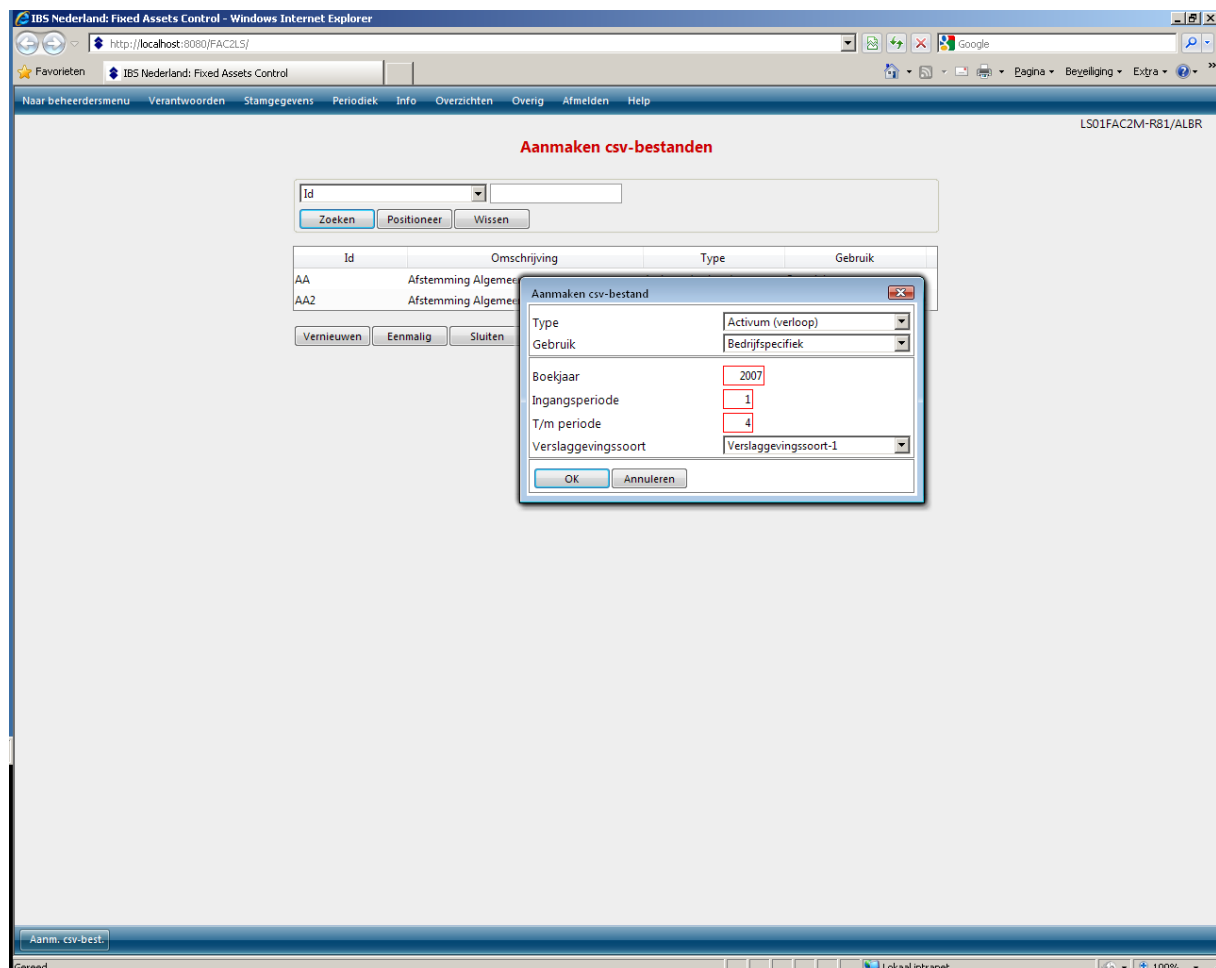 IBS Nederland: Fixed Assets Control - Windows Internet Explorer
http://localhost:8080/FAC2LS/
Google
Favorieten IBS Nederland: Fixed Assets Control Pagina Beveiliging Extra »
Naar beheerdersmenu Verantwoorden Stamgegevens Periodiek Info Overzichten Overig Afmelden Help
LS01FAC2M-R81/ALBR
Aanmaken csv-bestanden
Id
Zoeken Positioneer Wissen
Id Omschrijving Type Gebruik
AA Afstemming Algemee
AA2 Afstemming Algemee
Vernieuwen Eenmalig Sluiten
Aanmaken csv-bestand
Type Activum (verloop)
Gebruik Bedrijfspecifiek
Boekjaar 2007
Ingangsperiode 1
T/m periode 4
Verslaggevingssoort Verslaggevingssoort-1
OK Annuleren
Aanm. csv-best.
Gereed Lokaal intranet 100%